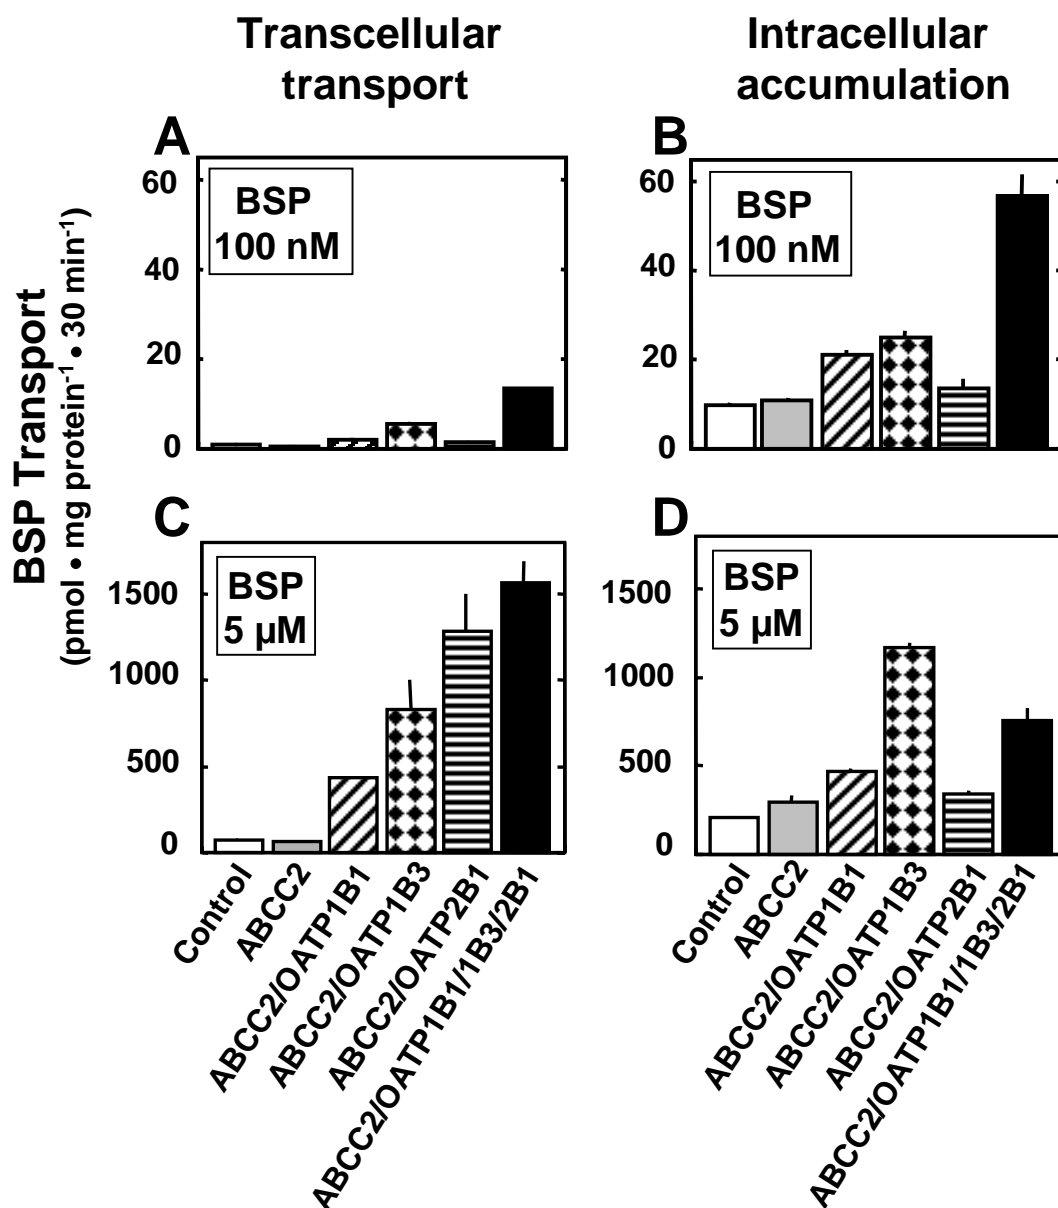 Transcellular
transport
Intracellular
accumulation
BSP Transport
(pmol • mg protein⁻¹ • 30 min⁻¹)
A
60
40
20
0
BSP
100 nM
B
60
40
20
0
BSP
100 nM
C
1500
1000
500
0
BSP
5 µM
D
1500
1000
500
0
BSP
5 µM
Control
ABCC2
ABCC2/OATP1B1
ABCC2/OATP1B3
ABCC2/OATP2B1
ABCC2/OATP1B1/1B3/2B1
Control
ABCC2
ABCC2/OATP1B1
ABCC2/OATP1B3
ABCC2/OATP2B1
ABCC2/OATP1B1/1B3/2B1